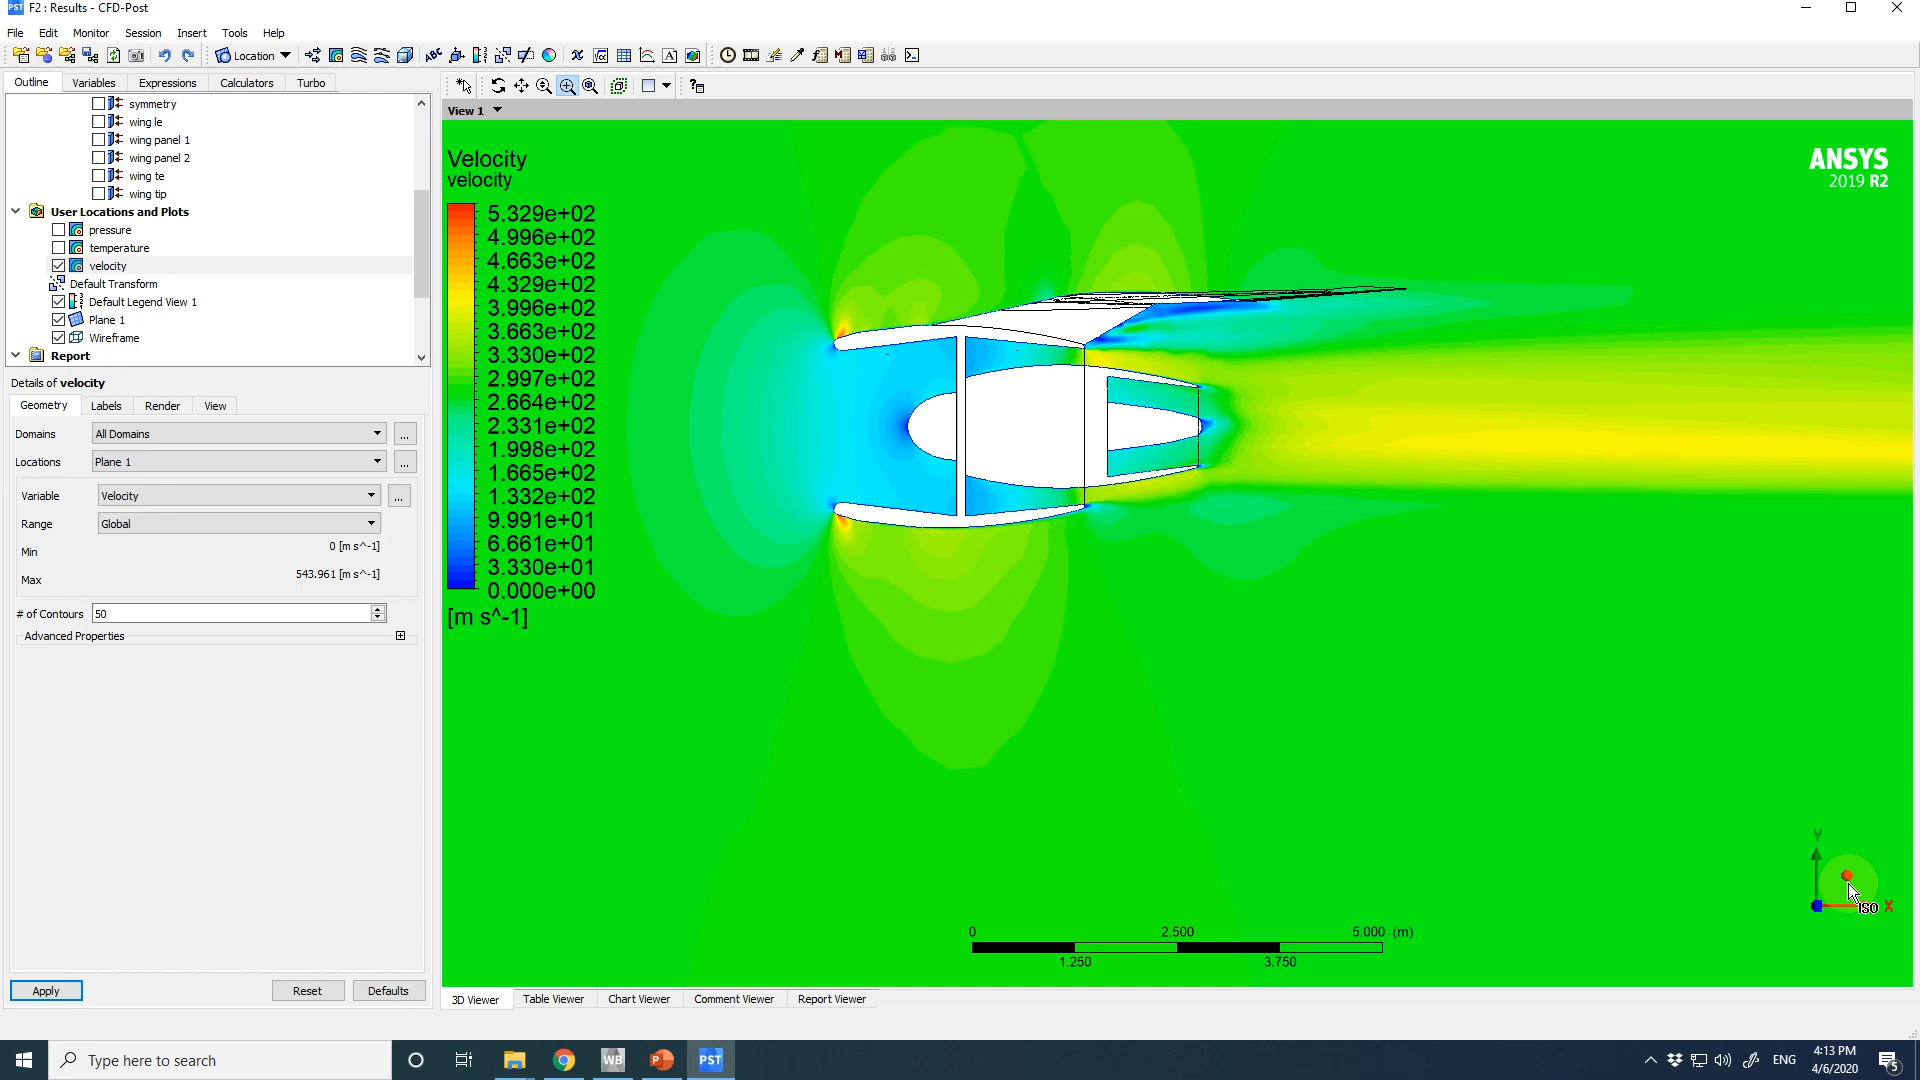 PST F2 : Results - CFD-Post
File Edit Monitor Session Insert Tools Help
Location
Outline Variables Expressions Calculators Turbo
symmetry
wing le
wing panel 1
wing panel 2
wing te
wing tip
User Locations and Plots
pressure
temperature
velocity
Default Transform
Default Legend View 1
Plane 1
Wireframe
Report
Details of velocity
Geometry Labels Render View
Domains All Domains ...
Locations Plane 1 ...
Variable Velocity ...
Range Global
Min 0 [m s^-1]
Max 543.961 [m s^-1]
# of Contours 50
Advanced Properties
Apply Reset Defaults
View 1
Velocity
velocity
5.329e+02
4.996e+02
4.663e+02
4.329e+02
3.996e+02
3.663e+02
3.330e+02
2.997e+02
2.664e+02
2.331e+02
1.998e+02
1.665e+02
1.332e+02
9.991e+01
6.661e+01
3.330e+01
0.000e+00
[m s^-1]
ANSYS
2019 R2
Y
ISO X
0 2.500 5.000 (m)
1.250 3.750
3D Viewer Table Viewer Chart Viewer Comment Viewer Report Viewer
Type here to search
WB
P
PST
ENG
4:13 PM
4/6/2020
5